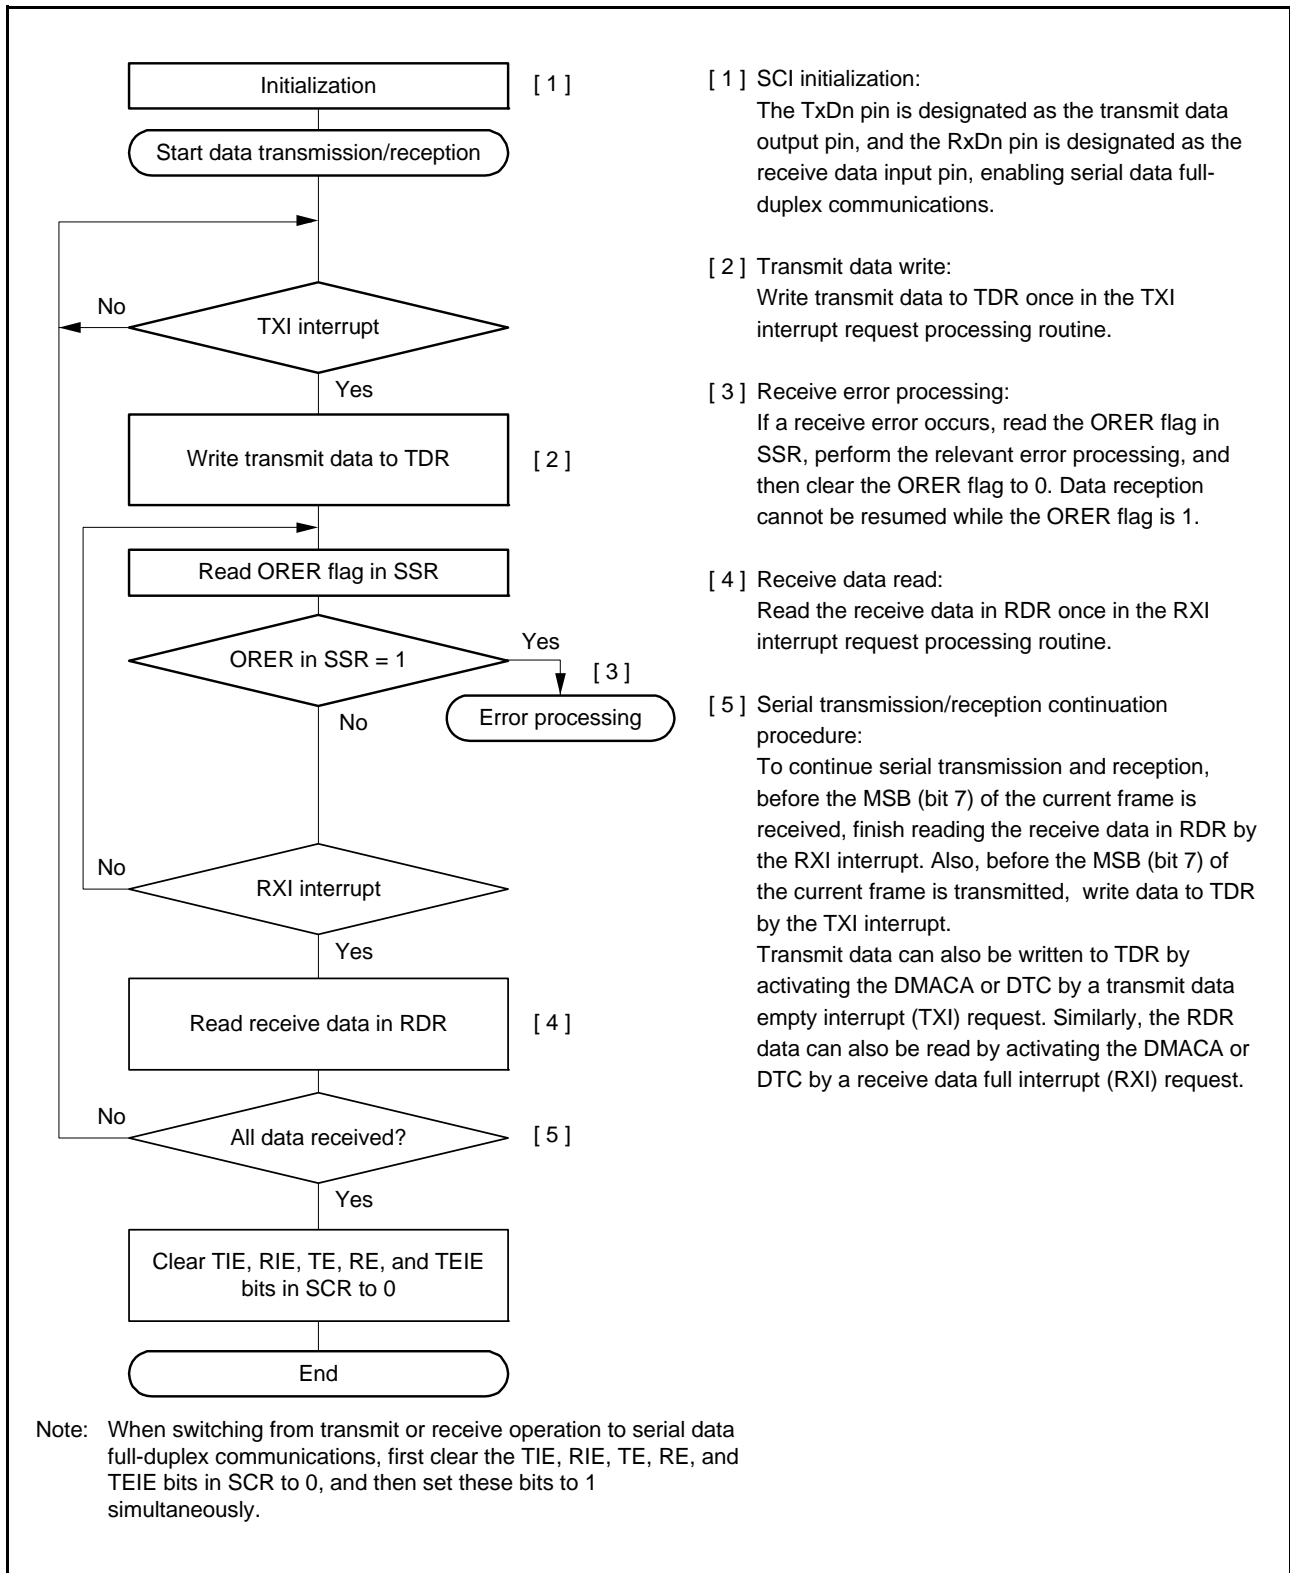 Initialization
[ 1 ]
Start data transmission/reception
No
TXI interrupt
Yes
Write transmit data to TDR
[ 2 ]
Read ORER flag in SSR
ORER in SSR = 1
Yes
[ 3 ]
Error processing
No
No
RXI interrupt
Yes
Read receive data in RDR
[ 4 ]
No
All data received?
[ 5 ]
Yes
Clear TIE, RIE, TE, RE, and TEIE
bits in SCR to 0
End
[ 1 ] SCI initialization:
The TxDn pin is designated as the transmit data
output pin, and the RxDn pin is designated as the
receive data input pin, enabling serial data full-
duplex communications.
[ 2 ] Transmit data write:
Write transmit data to TDR once in the TXI
interrupt request processing routine.
[ 3 ] Receive error processing:
If a receive error occurs, read the ORER flag in
SSR, perform the relevant error processing, and
then clear the ORER flag to 0. Data reception
cannot be resumed while the ORER flag is 1.
[ 4 ] Receive data read:
Read the receive data in RDR once in the RXI
interrupt request processing routine.
[ 5 ] Serial transmission/reception continuation
procedure:
To continue serial transmission and reception,
before the MSB (bit 7) of the current frame is
received, finish reading the receive data in RDR by
the RXI interrupt. Also, before the MSB (bit 7) of
the current frame is transmitted, write data to TDR
by the TXI interrupt.
Transmit data can also be written to TDR by
activating the DMACA or DTC by a transmit data
empty interrupt (TXI) request. Similarly, the RDR
data can also be read by activating the DMACA or
DTC by a receive data full interrupt (RXI) request.
Note: When switching from transmit or receive operation to serial data
full-duplex communications, first clear the TIE, RIE, TE, RE, and
TEIE bits in SCR to 0, and then set these bits to 1
simultaneously.